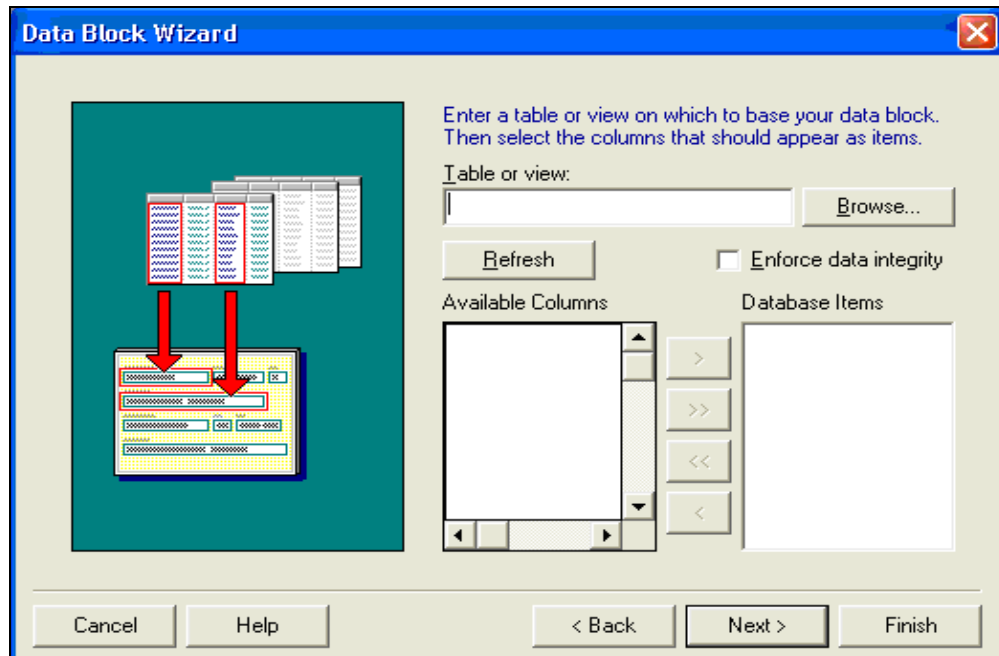 Data Block Wizard
Enter a table or view on which to base your data block.
Then select the columns that should appear as items.
Table or view:
Browse...
Refresh
Enforce data integrity
Available Columns
Database Items
>
>>
<<
<
Cancel
Help
< Back
Next >
Finish